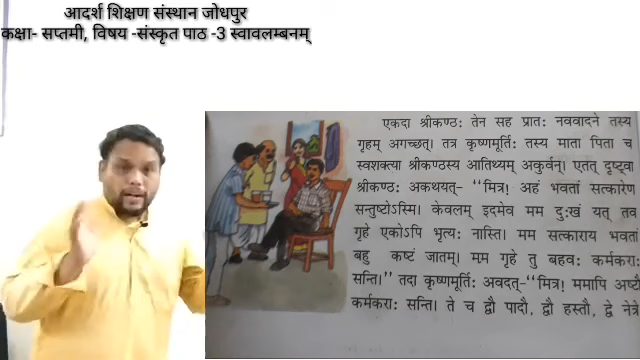 आदर्श शिक्षण संस्थान जोधपुर
कक्षा- सप्तमी, विषय -संस्कृत पाठ -3 स्वावलम्बनम्
एकदा श्रीकण्ठः तेन सह प्रातः नववादने तस्य
गृहम् अगच्छत्। तत्र कृष्णमूर्तिः तस्य माता पिता च
स्वशक्त्या श्रीकण्ठस्य आतिथ्यम् अकुर्वन्। एतत् दृष्ट्वा
श्रीकण्ठः अकथयत्- “मित्र! अहं भवतां सत्कारेण
सन्तुष्टोऽस्मि। केवलम् इदमेव मम दुःखं यत् तव
गृहे एकोऽपि भृत्यः नास्ति। मम सत्काराय भवतां
बहु कष्टं जातम्। मम गृहे तु बहवः कर्मकराः
सन्ति।” तदा कृष्णमूर्तिः अवदत्-“मित्र! ममापि अष्टौ
कर्मकराः सन्ति। ते च द्वौ पादौ, द्वौ हस्तौ, द्वे नेत्रे